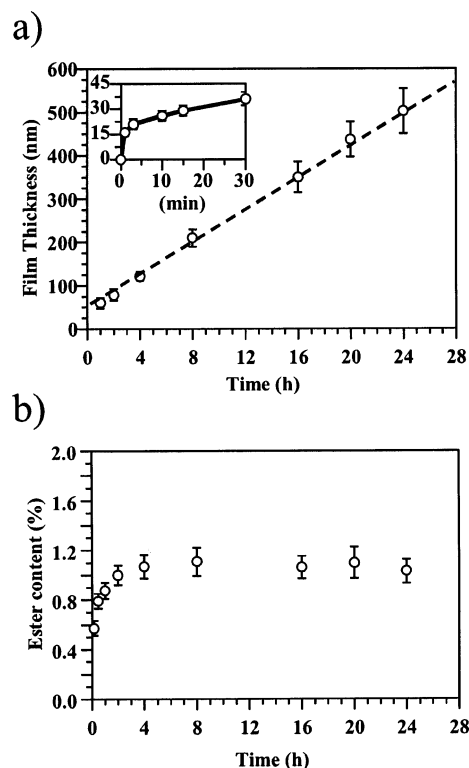 a)
600
500
400
300
200
100
0
Film Thickness (nm)
45
30
15
0
0 10 20 30
(min)
0 4 8 12 16 20 24 28
Time (h)
b)
2.0
1.6
1.2
0.8
0.4
0.0
Ester content (%)
0 4 8 12 16 20 24 28
Time (h)